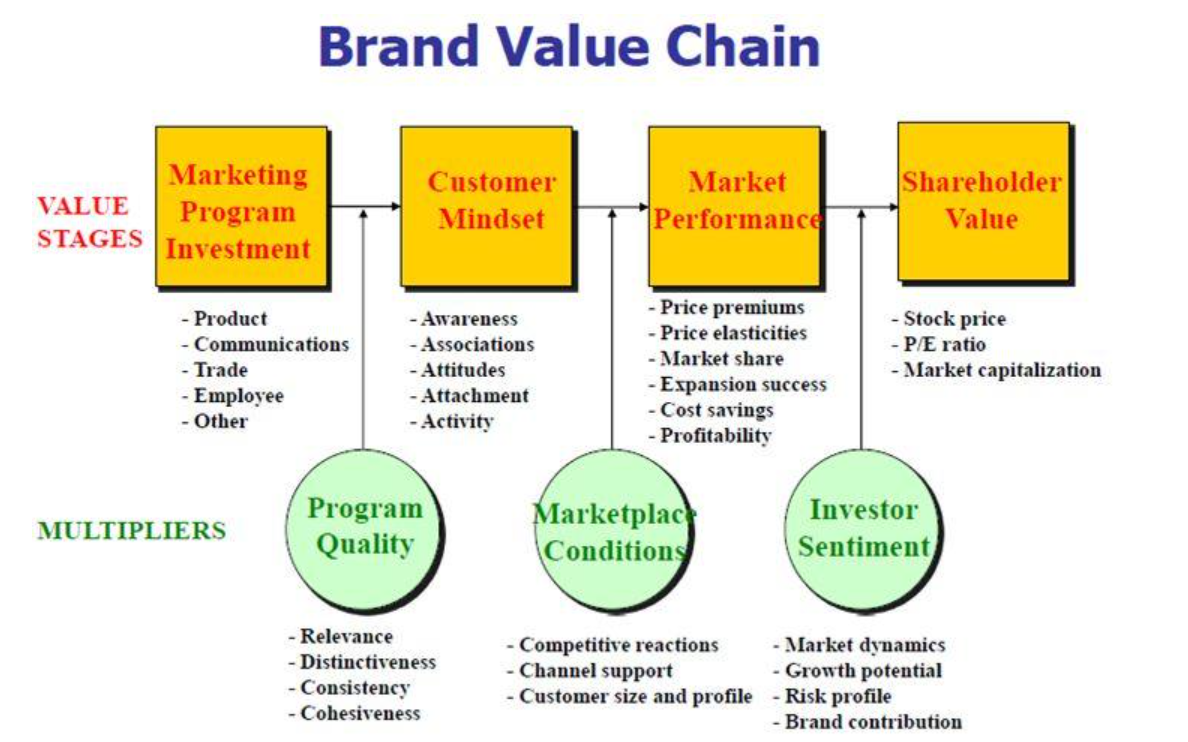 Brand Value Chain
VALUE
STAGES
Marketing
Program
Investment
Customer
Mindset
Market
Performance
Shareholder
Value
- Product
- Communications
- Trade
- Employee
- Other
- Awareness
- Associations
- Attitudes
- Attachment
- Activity
- Price premiums
- Price elasticities
- Market share
- Expansion success
- Cost savings
- Profitability
- Stock price
- P/E ratio
- Market capitalization
MULTIPLIERS
Program
Quality
Marketplace
Conditions
Investor
Sentiment
- Relevance
- Distinctiveness
- Consistency
- Cohesiveness
- Competitive reactions
- Channel support
- Customer size and profile
- Market dynamics
- Growth potential
- Risk profile
- Brand contribution